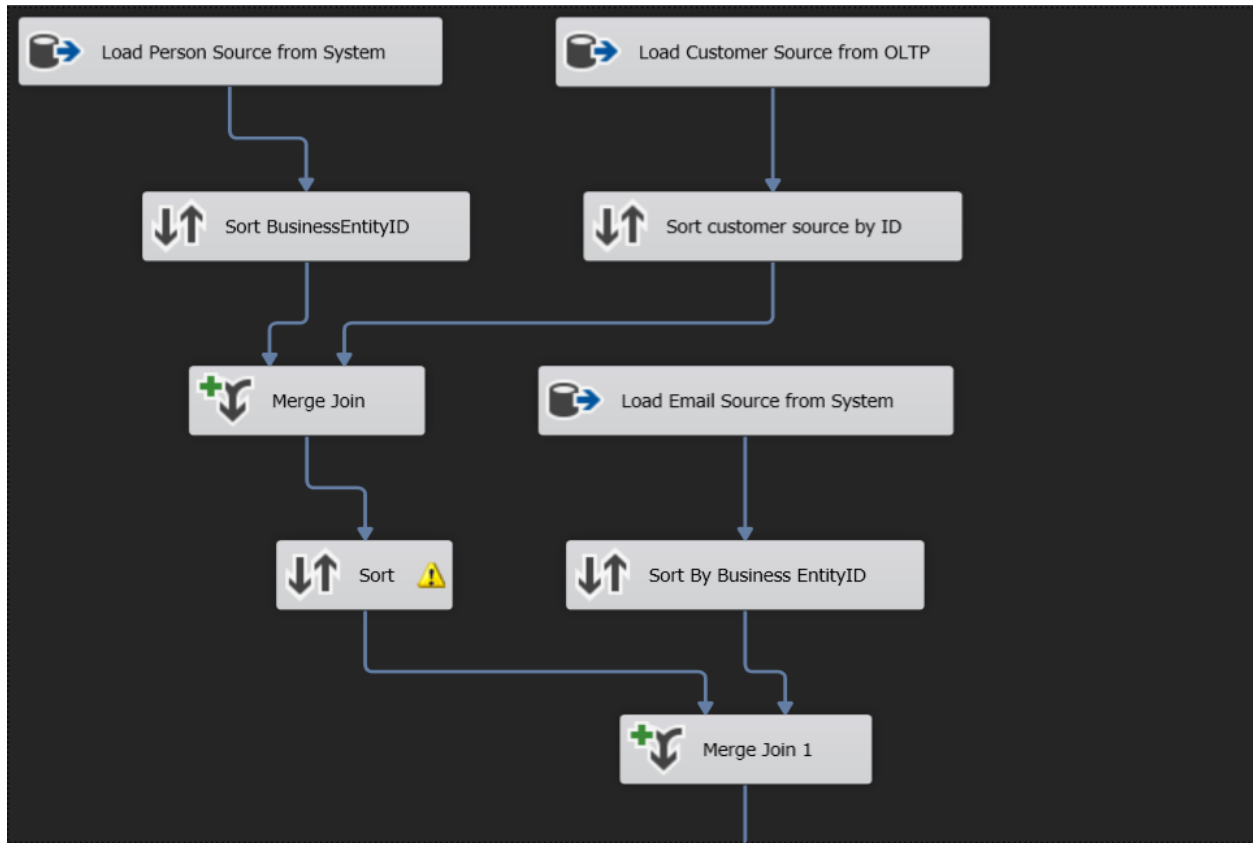 Load Person Source from System
Load Customer Source from OLTP
Sort BusinessEntityID
Sort customer source by ID
Merge Join
Load Email Source from System
Sort
Sort By Business EntityID
Merge Join 1